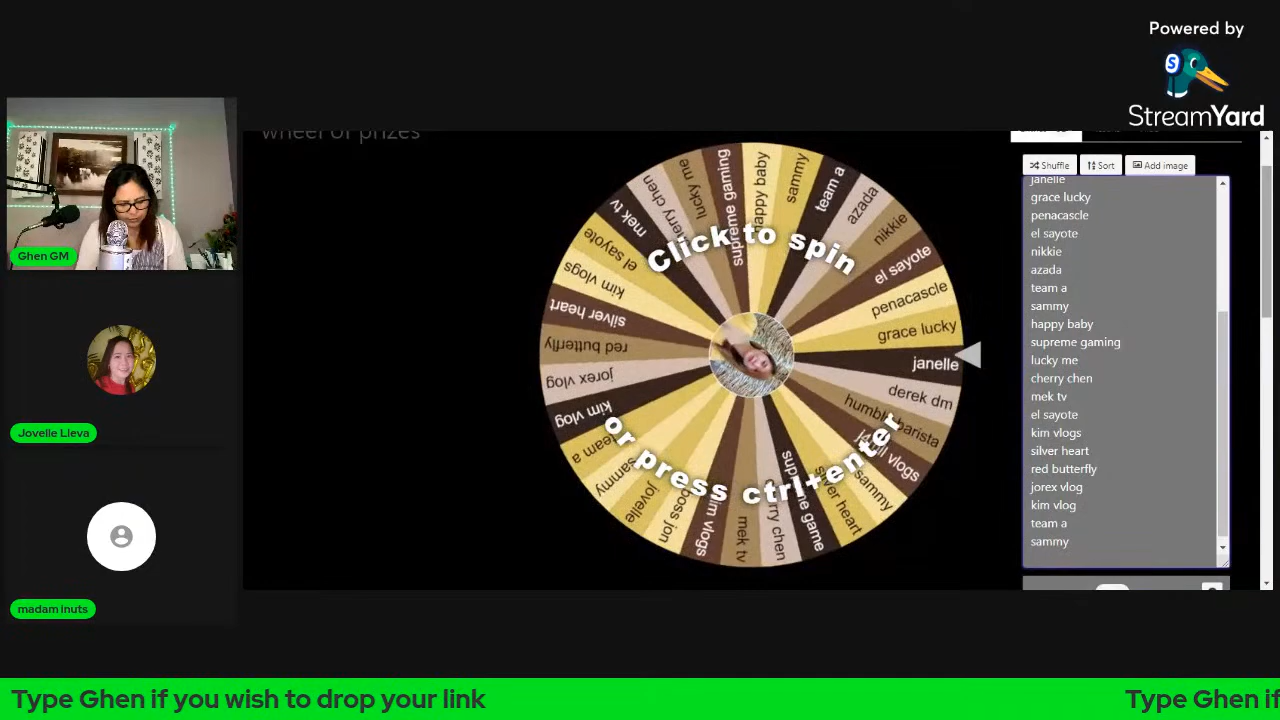 Powered by
StreamYard
wheel of prizes
Shuffle
Sort
Add image
janelle
grace lucky
penacascle
el sayote
nikkie
azada
team a
sammy
happy baby
supreme gaming
lucky me
cherry chen
mek tv
el sayote
kim vlogs
silver heart
red butterfly
jorex vlog
kim vlog
team a
sammy
Click to spin
or press ctrl+enter
supreme gaming
happy baby
sammy
team a
azada
nikkie
el sayote
penacascle
grace lucky
janelle
derek dm
humble barista
vlogs
sammy
silver heart
supreme game
cherry chen
mek tv
kim vlogs
boss jon
jovelle
sammy
team a
kim vlog
jorex vlog
red butterfly
silver heart
kim vlogs
el sayote
mek tv
cherry chen
lucky me
Ghen GM
Jovelle Lleva
madam inuts
Type Ghen if you wish to drop your link
Type Ghen if